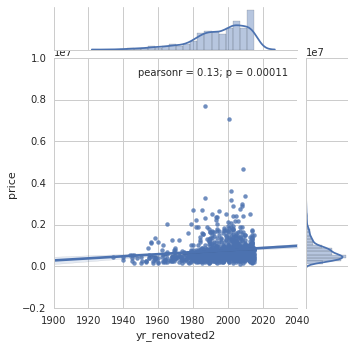 1e7
1e7
pearsonr = 0.13; p = 0.00011
1.0
0.8
0.6
0.4
0.2
0.0
−0.2
price
1900 1920 1940 1960 1980 2000 2020 2040
yr_renovated2